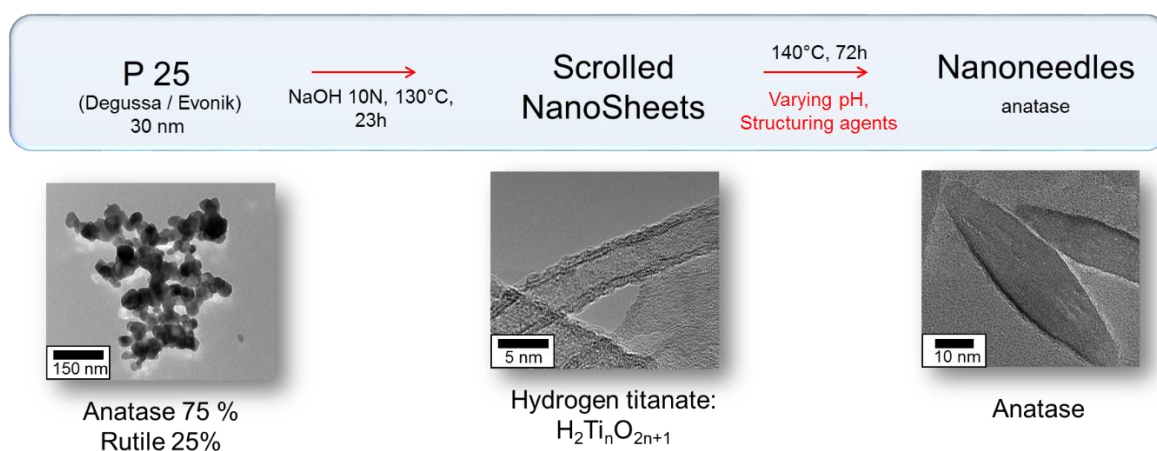 P 25
(Degussa / Evonik)
30 nm
NaOH 10N, 130°C,
23h
Scrolled
NanoSheets
140°C, 72h
Varying pH,
Structuring agents
Nanoneedles
anatase
150 nm
5 nm
10 nm
Anatase 75 %
Rutile 25%
Hydrogen titanate:
H₂TiₙO₂ₙ₊₁
Anatase